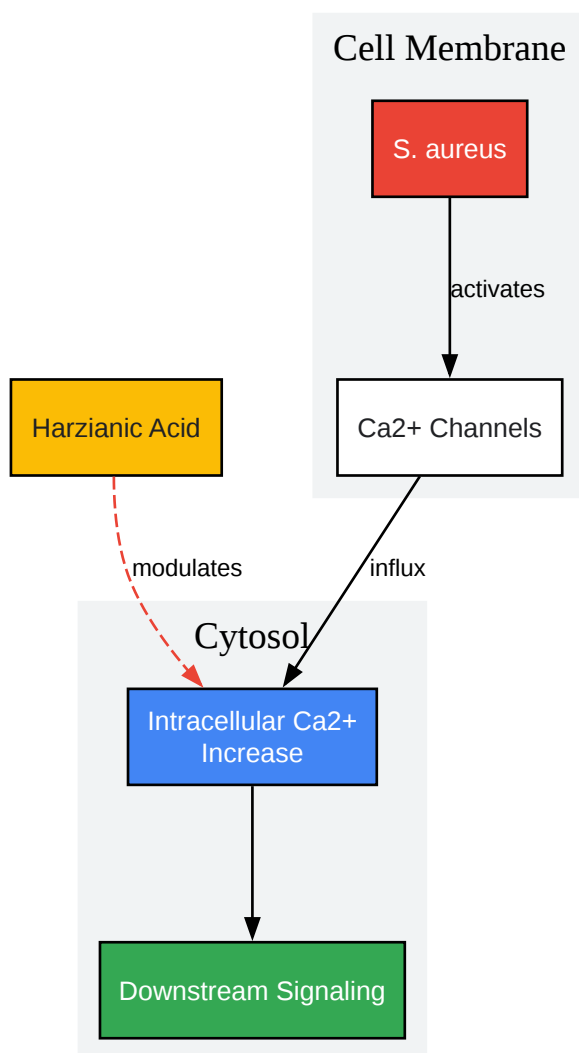 Cell Membrane
S. aureus
activates
Harzianic Acid
Ca2+ Channels
modulates
influx
Cytosol
Intracellular Ca2+
Increase
Downstream Signaling